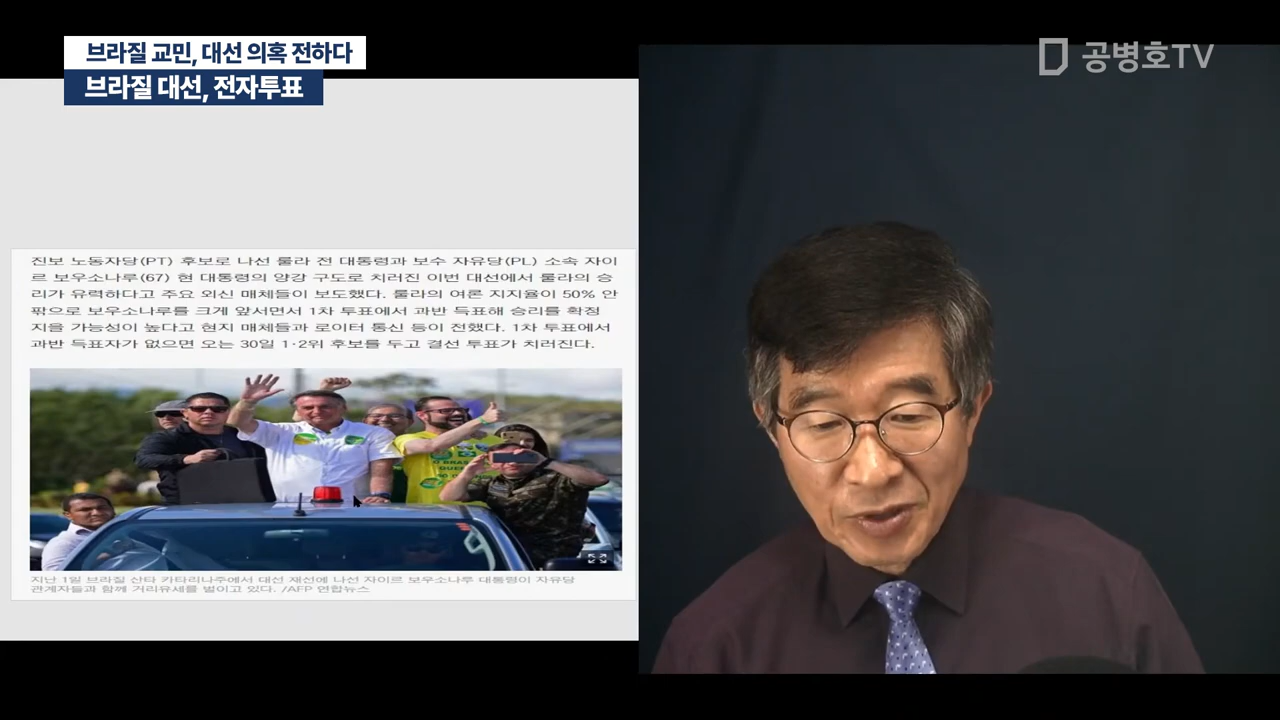 브라질 교민, 대선 의혹 전하다
브라질 대선, 전자투표
공병호TV
진보 노동자당(PT) 후보로 나선 룰라 전 대통령과 보수 자유당(PL) 소속 자이
르 보우소나루(67) 현 대통령의 양강 구도로 치러진 이번 대선에서 룰라의 승
리가 유력하다고 주요 외신 매체들이 보도했다. 룰라의 여론 지지율이 50% 안
팎으로 보우소나루를 크게 앞서면서 1차 투표에서 과반 득표해 승리를 확정
지을 가능성이 높다고 현지 매체들과 로이터 통신 등이 전했다. 1차 투표에서
과반 득표자가 없으면 오는 30일 1·2위 후보를 두고 결선 투표가 치러진다.
O BRAS
QUE
지난 1일 브라질 산타 카타리나주에서 대선 재선에 나선 자이르 보우소나루 대통령이 자유당
관계자들과 함께 거리유세를 벌이고 있다. /AFP 연합뉴스